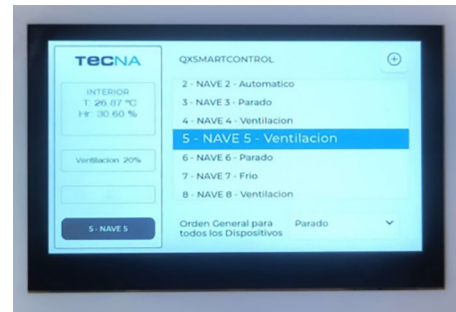 TECNA
INTERIOR
T: 26.87 ºC
Hr: 30.60 %
Ventilacion 20%
5 - NAVE 5
QXSMARTCONTROL
2 - NAVE 2 - Automatico
3 - NAVE 3 - Parado
4 - NAVE 4 - Ventilacion
5 - NAVE 5 - Ventilacion
6 - NAVE 6 - Parado
7 - NAVE 7 - Frio
8 - NAVE 8 - Ventilacion
Orden General para
todos los Dispositivos
Parado